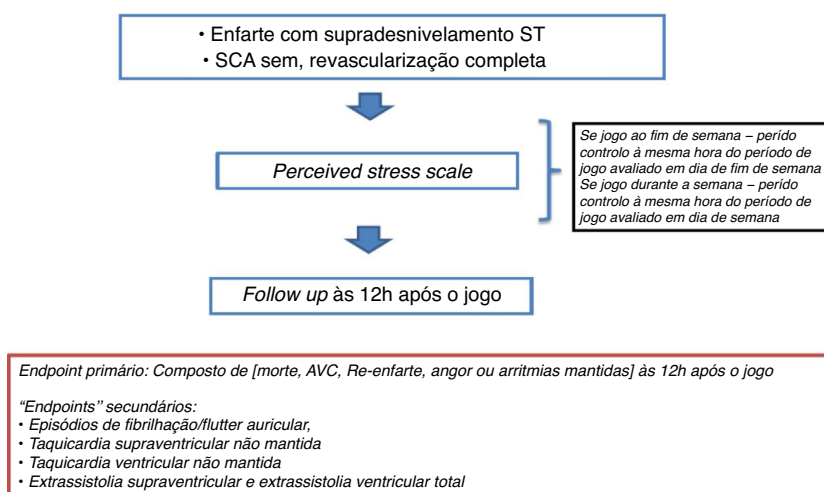 • Enfarte com supradesnivelamento ST
• SCA sem, revascularização completa
Perceived stress scale
Se jogo ao fim de semana – perído
controlo à mesma hora do período de
jogo avaliado em dia de fim de semana
Se jogo durante a semana – perído
controlo à mesma hora do período de
jogo avaliado em dia de semana
Follow up às 12h após o jogo
Endpoint primário: Composto de [morte, AVC, Re-enfarte, angor ou arritmias mantidas] às 12h após o jogo
“Endpoints” secundários:
• Episódios de fibrilhação/flutter auricular,
• Taquicardia supraventricular não mantida
• Taquicardia ventricular não mantida
• Extrassistolia supraventricular e extrassistolia ventricular total